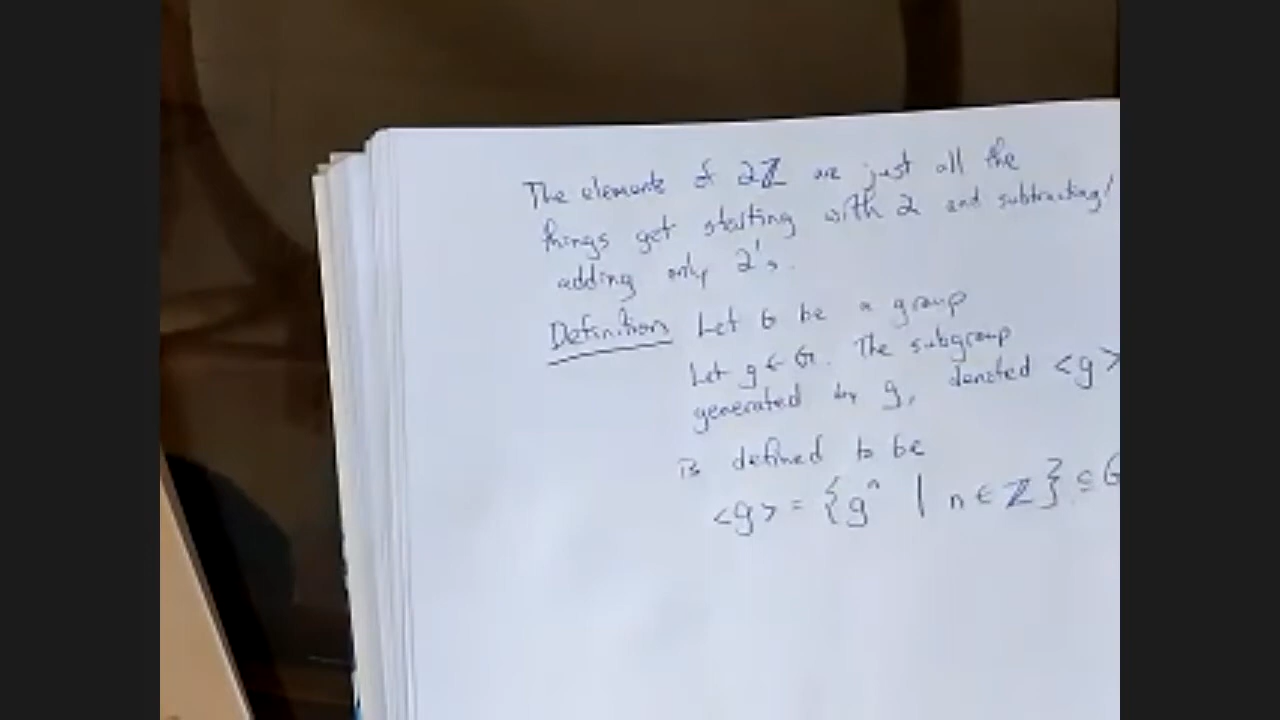 The elements of 2ℤ are just all the
things get starting with 2 and subtracting/
adding only 2's.
Definition Let G be a group
Let g ∈ G. The subgroup
generated by g, denoted <g>
is defined to be
<g> = {gⁿ | n ∈ ℤ} ⊆ G